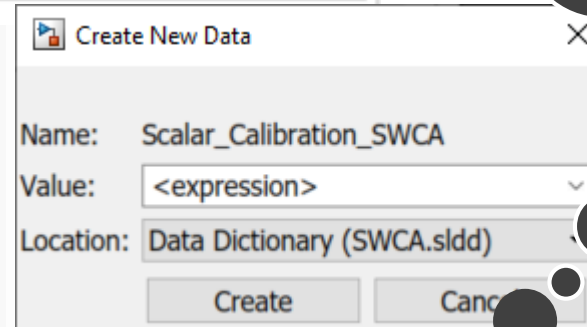 Create New Data
Name: Scalar_Calibration_SWCA
Value: <expression>
Location: Data Dictionary (SWCA.sldd)
Create